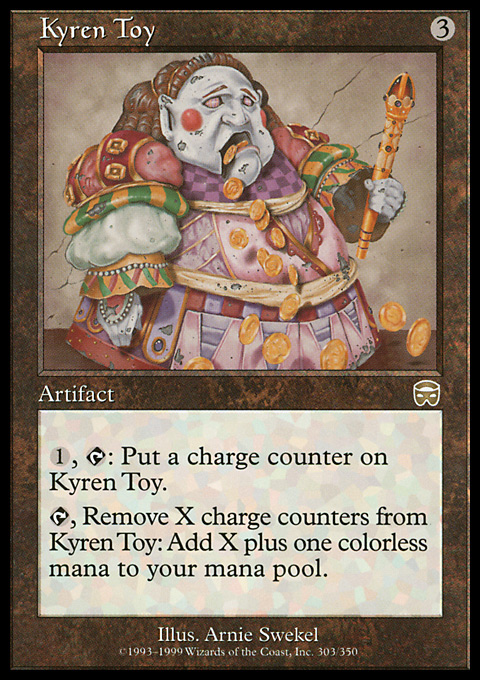 Kyren Toy 3
Artifact
1, : Put a charge counter on
Kyren Toy.
, Remove X charge counters from
Kyren Toy: Add X plus one colorless
mana to your mana pool.
Illus. Arnie Swekel
©1993–1999 Wizards of the Coast, Inc. 303/350